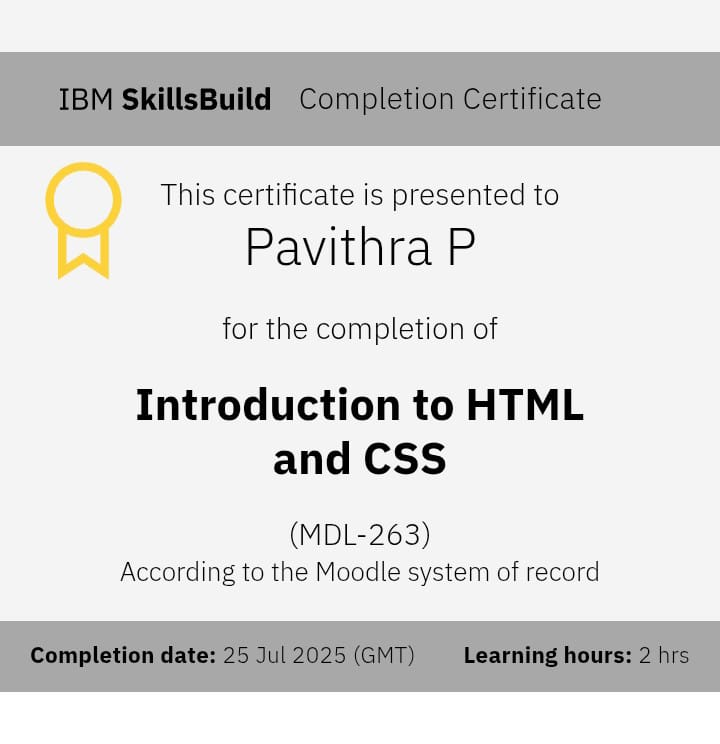 IBM SkillsBuild Completion Certificate
This certificate is presented to
Pavithra P
for the completion of
Introduction to HTML
and CSS
(MDL-263)
According to the Moodle system of record
Completion date: 25 Jul 2025 (GMT) Learning hours: 2 hrs